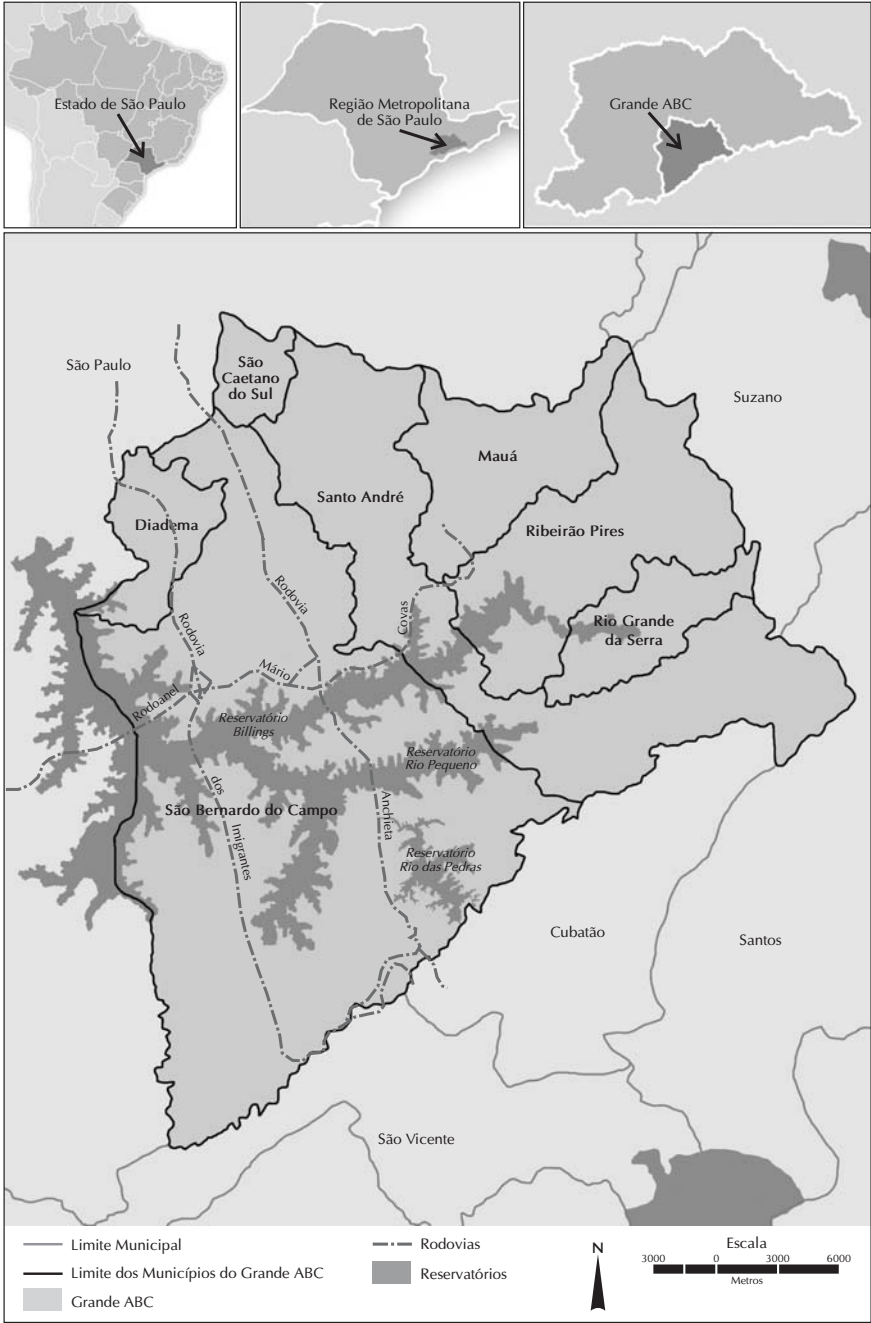 Estado de São Paulo
Região Metropolitana
de São Paulo
Grande ABC
São Paulo
São
Caetano
do Sul
Suzano
Mauá
Santo André
Diadema
Ribeirão Pires
Rodovia
Rodovia
Covas
Rio Grande
da Serra
Mário
Rodoanel
Reservatório
Billings
Reservatório
Rio Pequeno
dos
São Bernardo do Campo
Anchieta
Imigrantes
Reservatório
Rio das Pedras
Cubatão
Santos
São Vicente
Limite Municipal
Limite dos Municípios do Grande ABC
Grande ABC
Rodovias
Reservatórios
N
Escala
3000 0 3000 6000
Metros